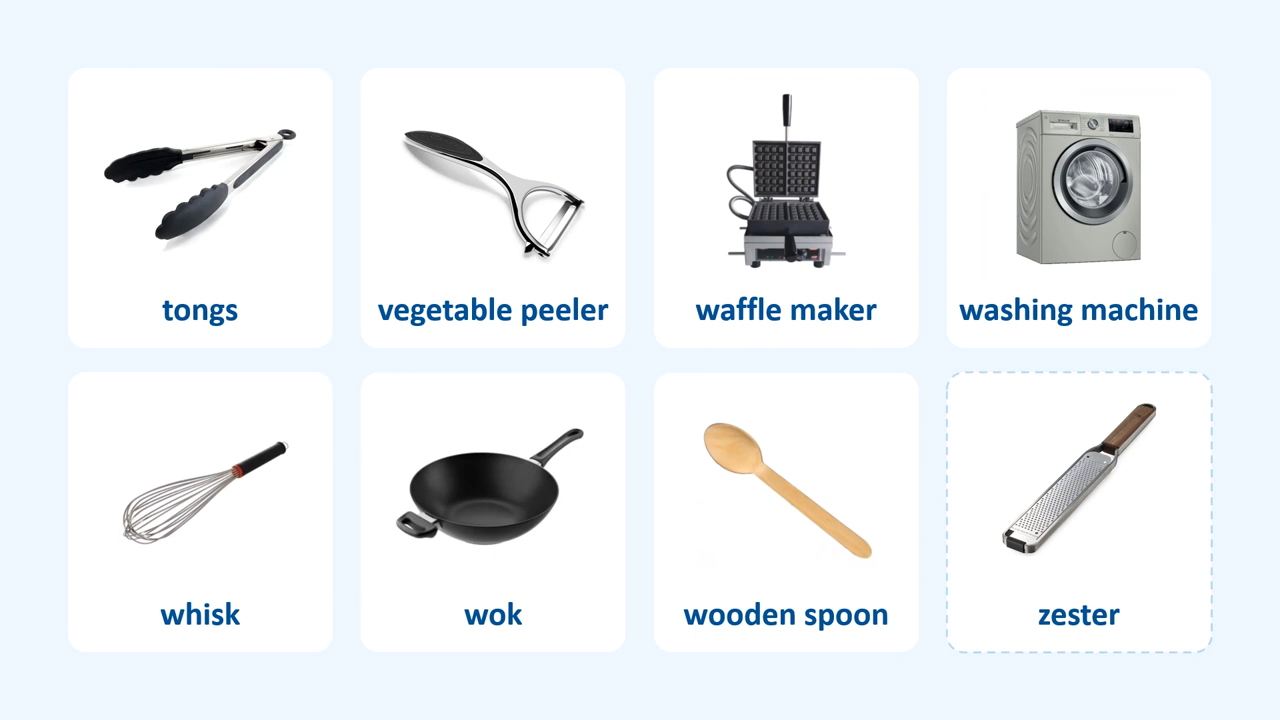 tongs
vegetable peeler
waffle maker
washing machine
whisk
wok
wooden spoon
zester